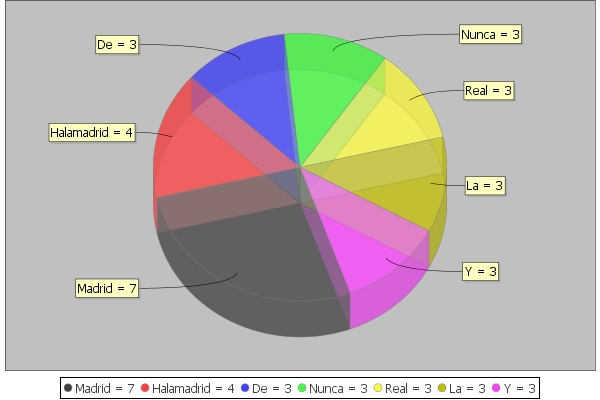 Nunca = 3
De = 3
Real = 3
Halamadrid = 4
La = 3
Y = 3
Madrid = 7
Madrid = 7 Halamadrid = 4 De = 3 Nunca = 3 Real = 3 La = 3 Y = 3